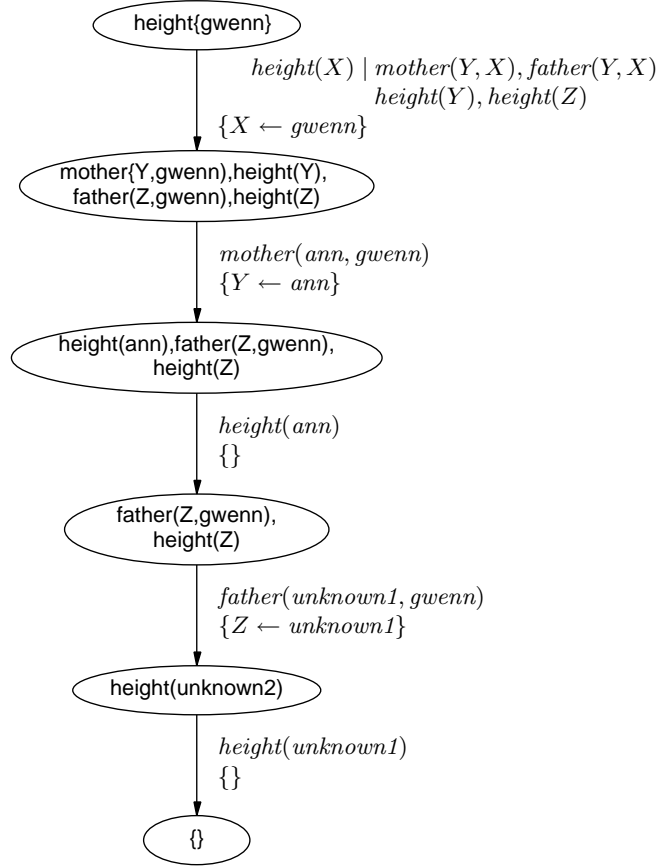 height{gwenn}
height(X) | mother(Y, X), father(Y, X)
height(Y), height(Z)
{X ← gwenn}
mother{Y,gwenn),height(Y),
father(Z,gwenn),height(Z)
mother(ann, gwenn)
{Y ← ann}
height(ann),father(Z,gwenn),
height(Z)
height(ann)
{}
father(Z,gwenn),
height(Z)
father(unknown1, gwenn)
{Z ← unknown1}
height(unknown2)
height(unknown1)
{}
{}